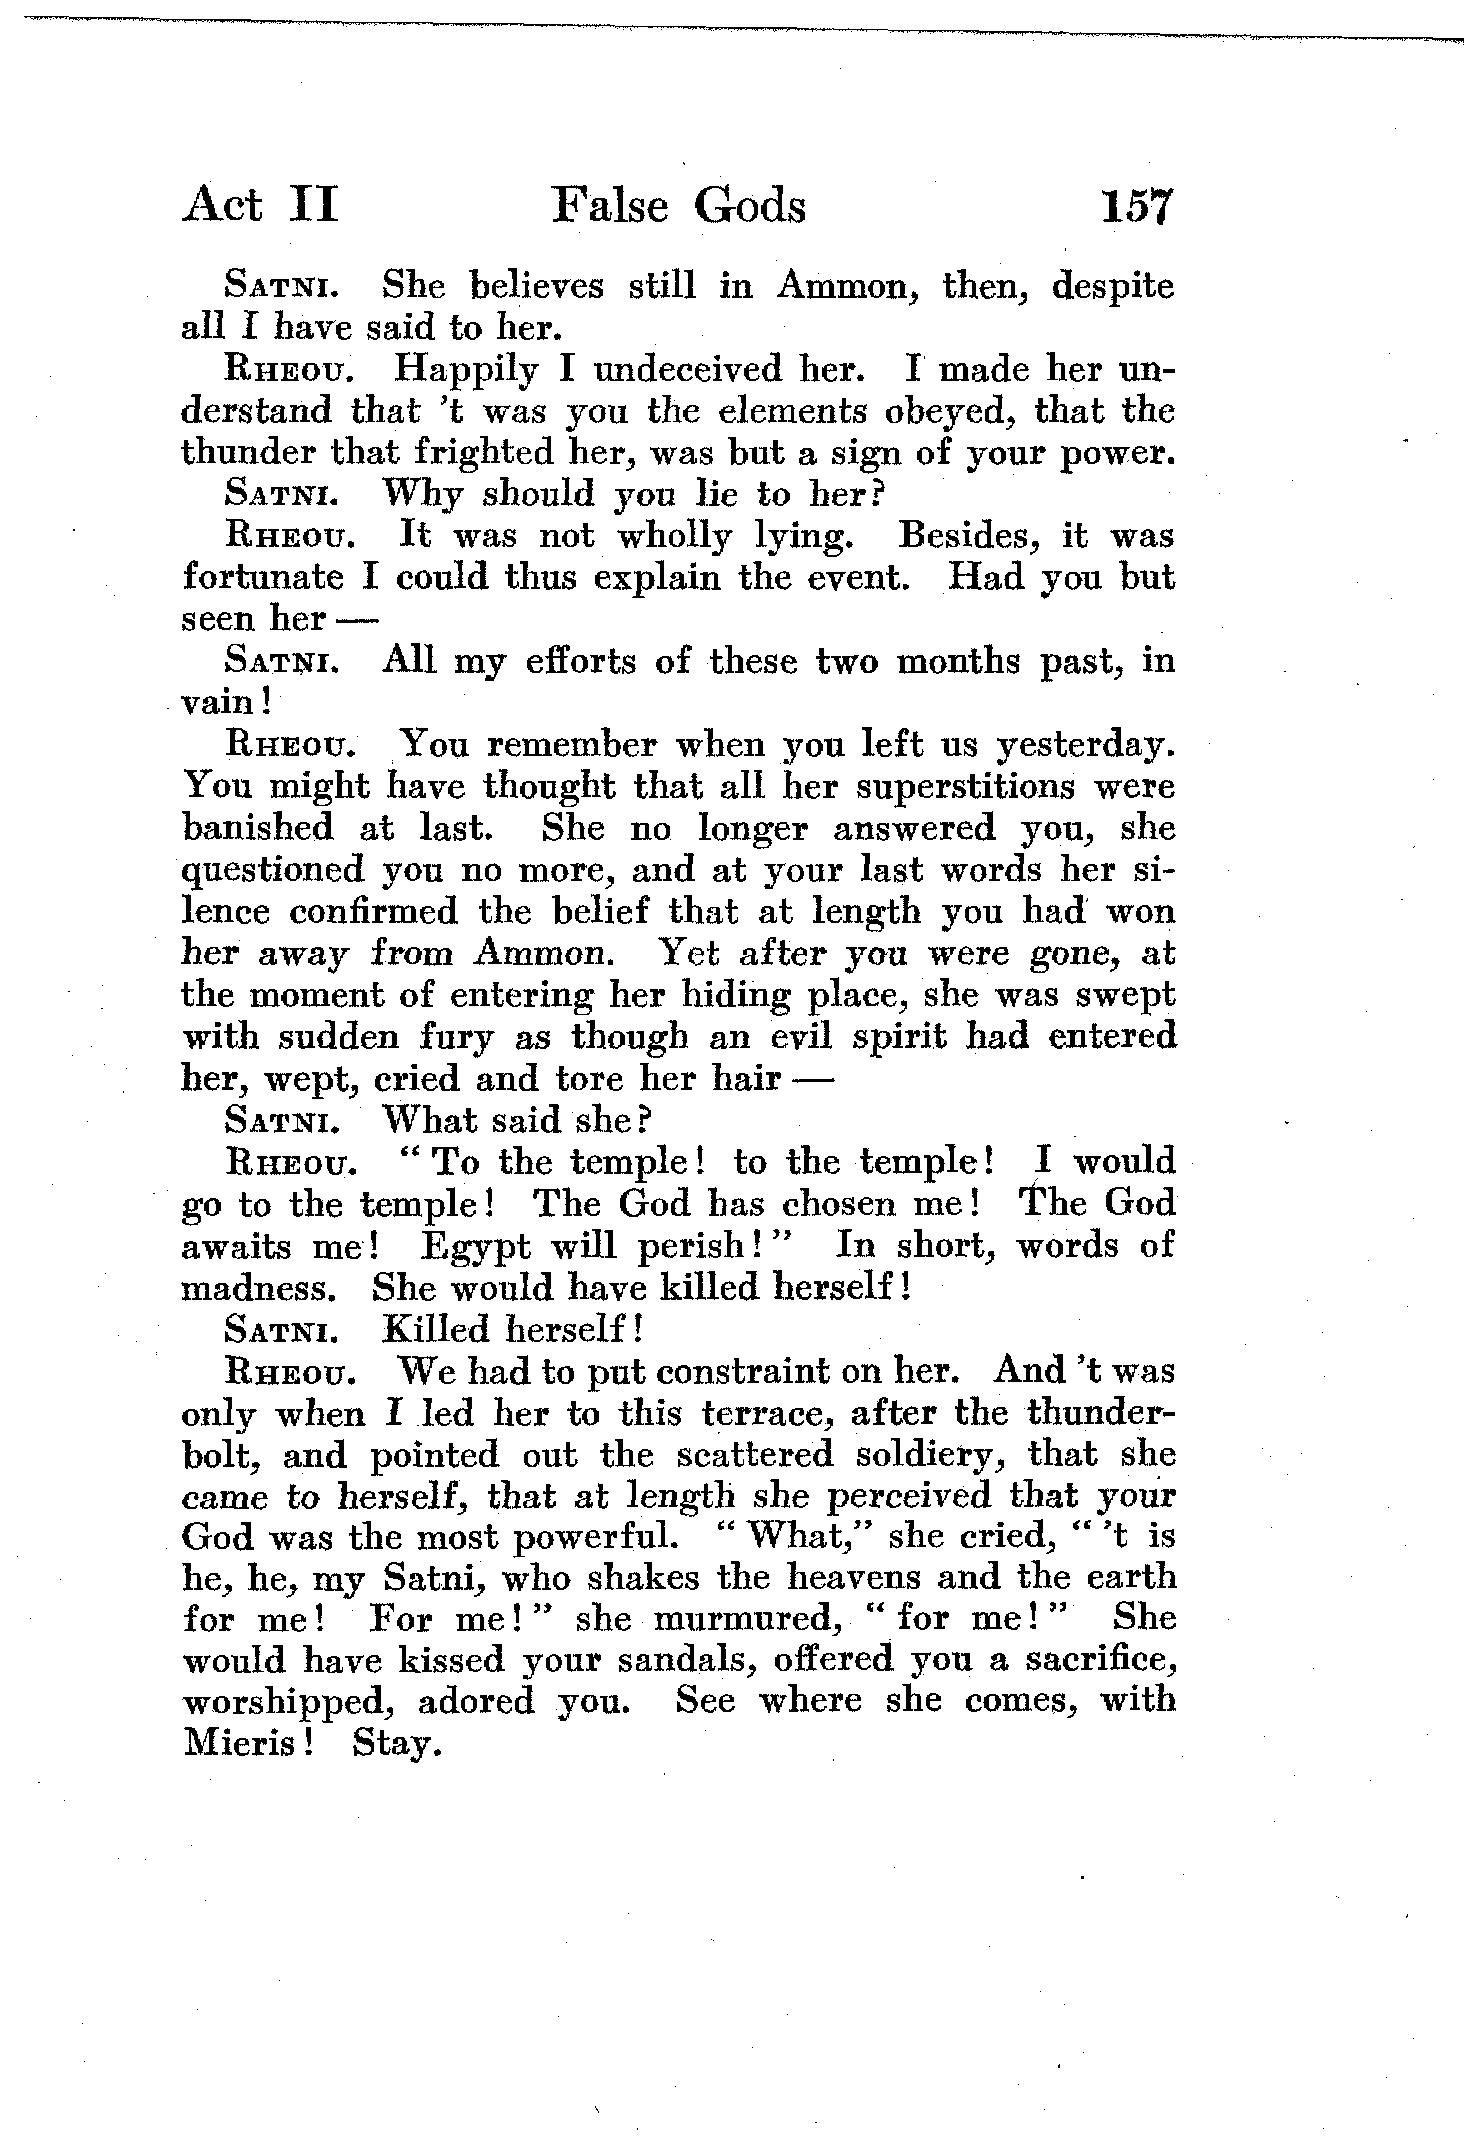 Act II False Gods 157
SATNI. She believes still in Ammon, then, despite
all I have said to her.
RHEOU. Happily I undeceived her. I made her un-
derstand that 't was you the elements obeyed, that the
thunder that frighted her, was but a sign of your power.
SATNI. Why should you lie to her?
RHEOU. It was not wholly lying. Besides, it was
fortunate I could thus explain the event. Had you but
seen her —
SATNI. All my efforts of these two months past, in
vain!
RHEOU. You remember when you left us yesterday.
You might have thought that all her superstitions were
banished at last. She no longer answered you, she
questioned you no more, and at your last words her si-
lence confirmed the belief that at length you had won
her away from Ammon. Yet after you were gone, at
the moment of entering her hiding place, she was swept
with sudden fury as though an evil spirit had entered
her, wept, cried and tore her hair —
SATNI. What said she?
RHEOU. "To the temple! to the temple! I would
go to the temple! The God has chosen me! The God
awaits me! Egypt will perish!" In short, words of
madness. She would have killed herself!
SATNI. Killed herself!
RHEOU. We had to put constraint on her. And 't was
only when I led her to this terrace, after the thunder-
bolt, and pointed out the scattered soldiery, that she
came to herself, that at length she perceived that your
God was the most powerful. "What," she cried, "'t is
he, he, my Satni, who shakes the heavens and the earth
for me! For me!" she murmured, "for me!" She
would have kissed your sandals, offered you a sacrifice,
worshipped, adored you. See where she comes, with
Mieris! Stay.